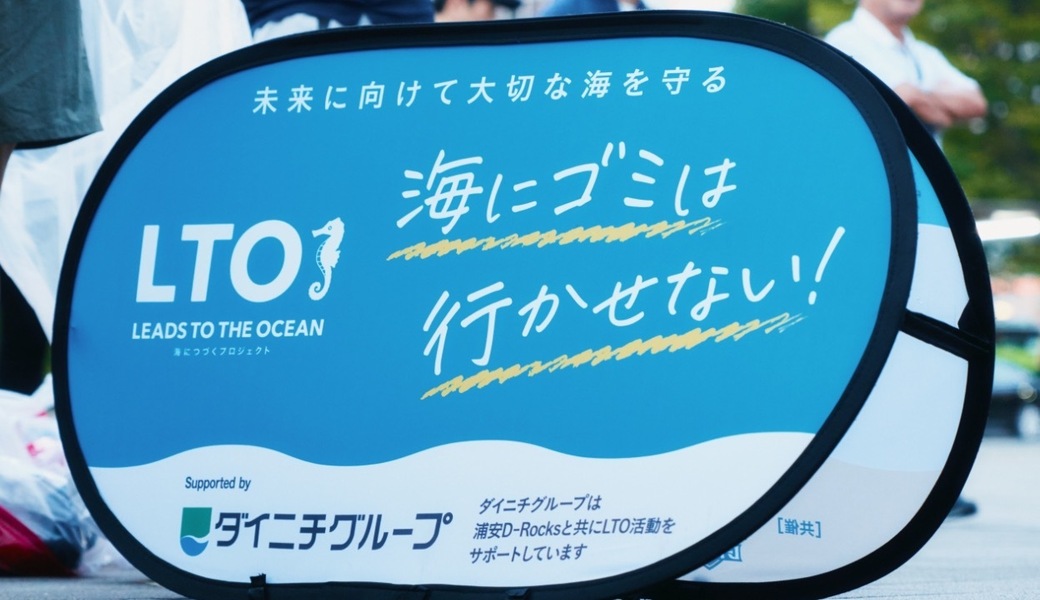 未来に向けて大切な海を守る
海にゴミは
行かせない!
LTO
LEADS TO THE OCEAN
海につづくプロジェクト
Supported by
ダイニチグループ
ダイニチグループは
浦安D-Rocksと共にLTO活動を
サポートしています